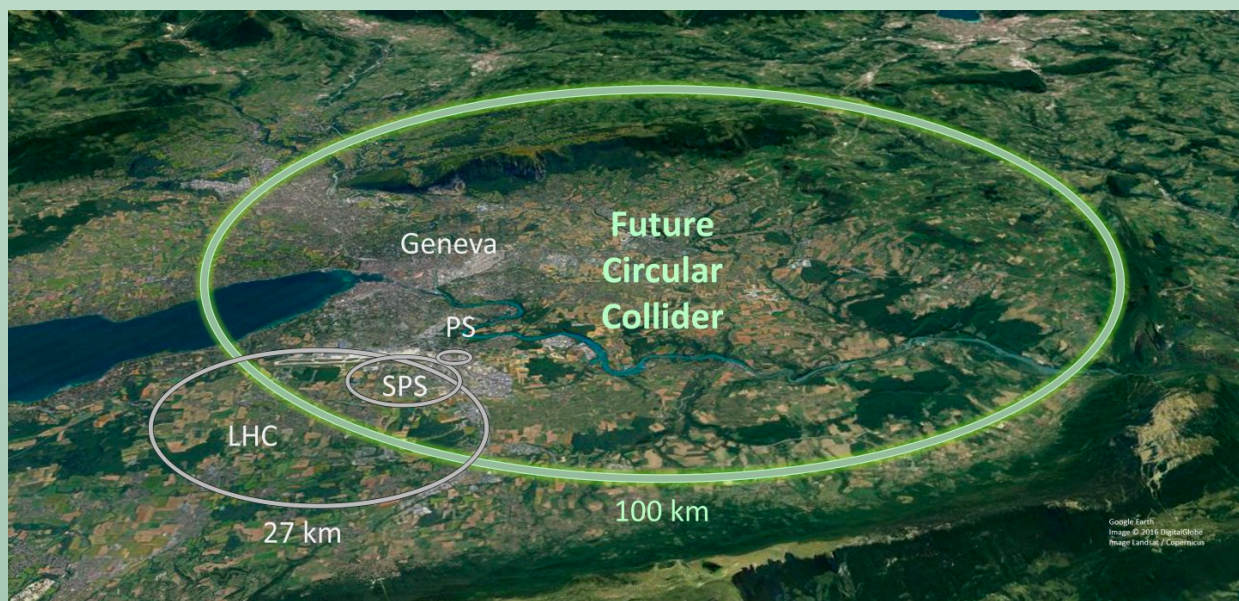 Geneva
Future
Circular
Collider
PS
SPS
LHC
27 km
100 km
Google Earth
Image © 2016 DigitalGlobe
Image Landsat / Copernicus